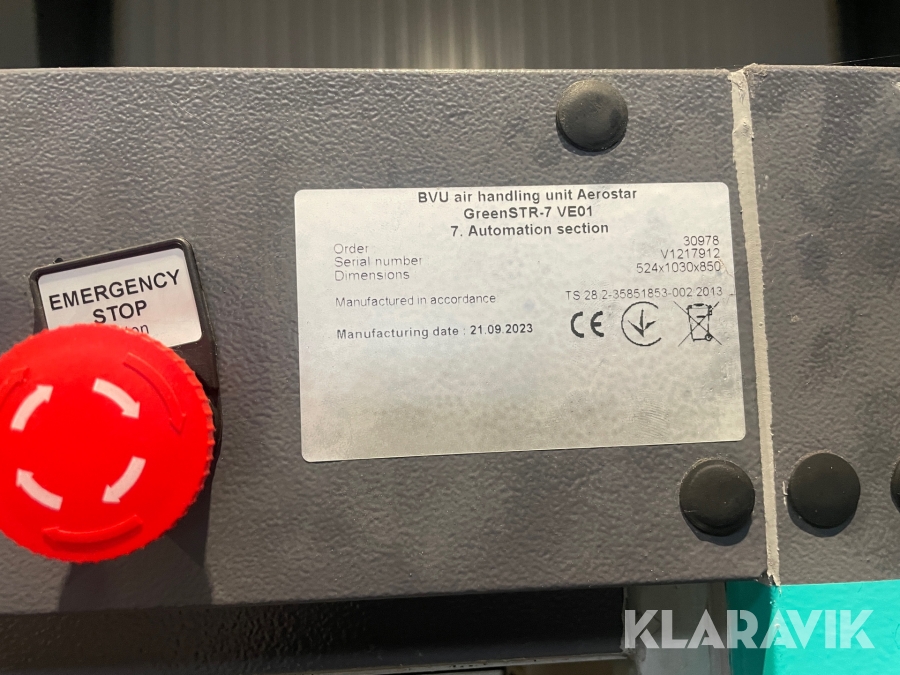 BVU air handling unit Aerostar
GreenSTR-7 VE01
7. Automation section
Order 30978
Serial number V1217912
Dimensions 524x1030x850
Manufactured in accordance TS 28.2-35851853-002:2013
Manufacturing date : 21.09.2023
CE
EMERGENCY
STOP
KLARAVIK